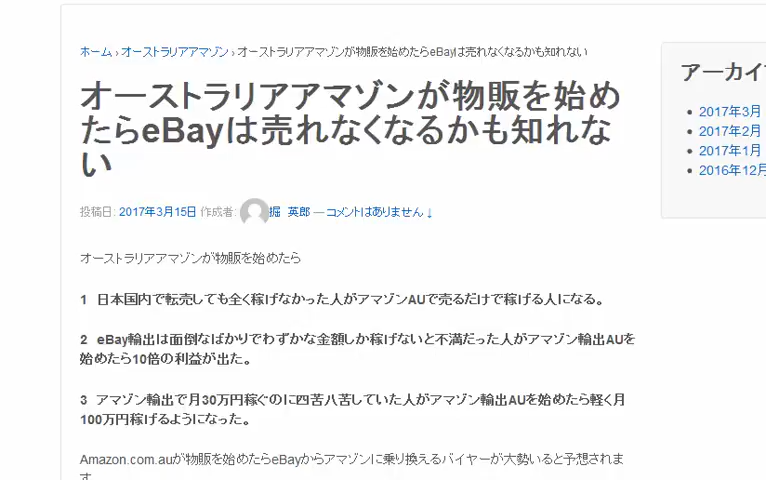 ホーム › オーストラリアアマゾン › オーストラリアアマゾンが物販を始めたらeBayは売れなくなるかも知れない
オーストラリアアマゾンが物販を始め
たらeBayは売れなくなるかも知れな
い
投稿日: 2017年3月15日 作成者: 堀 英郎 — コメントはありません ↓
オーストラリアアマゾンが物販を始めたら
1 日本国内で転売しても全く稼げなかった人がアマゾンAUで売るだけで稼げる人になる。
2 eBay輸出は面倒なばかりでわずかな金額しか稼げないと不満だった人がアマゾン輸出AUを
始めたら10倍の利益が出た。
3 アマゾン輸出で月30万円稼ぐのに四苦八苦していた人がアマゾン輸出AUを始めたら軽く月
100万円稼げるようになった。
Amazon.com.auが物販を始めたらeBayからアマゾンに乗り換えるバイヤーが大勢いると予想されま
す
アーカイ
2017年3月
2017年2月
2017年1月
2016年12月